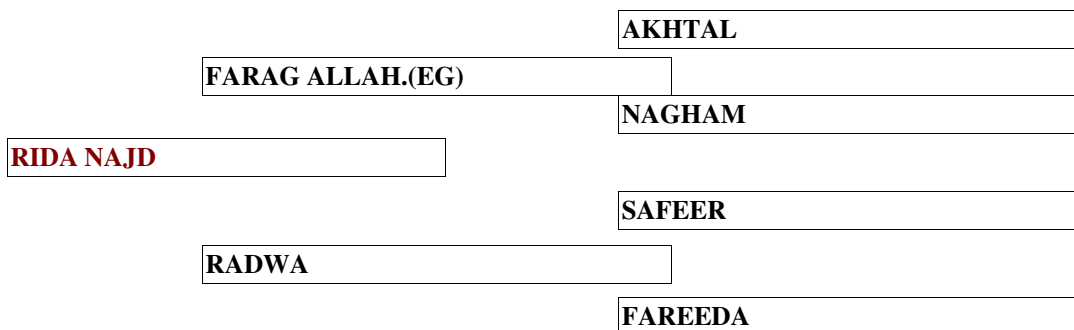 AKHTAL
FARAG ALLAH.(EG)
NAGHAM
RIDA NAJD
SAFEER
RADWA
FAREEDA